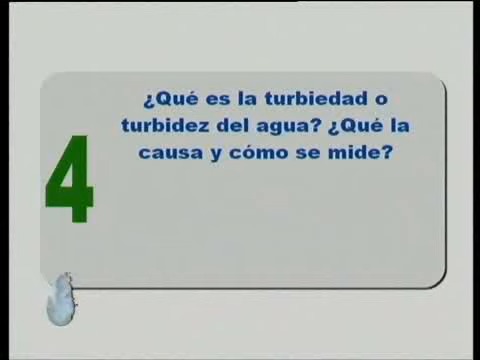 ¿Qué es la turbiedad o
turbidez del agua? ¿Qué la
causa y cómo se mide?
4